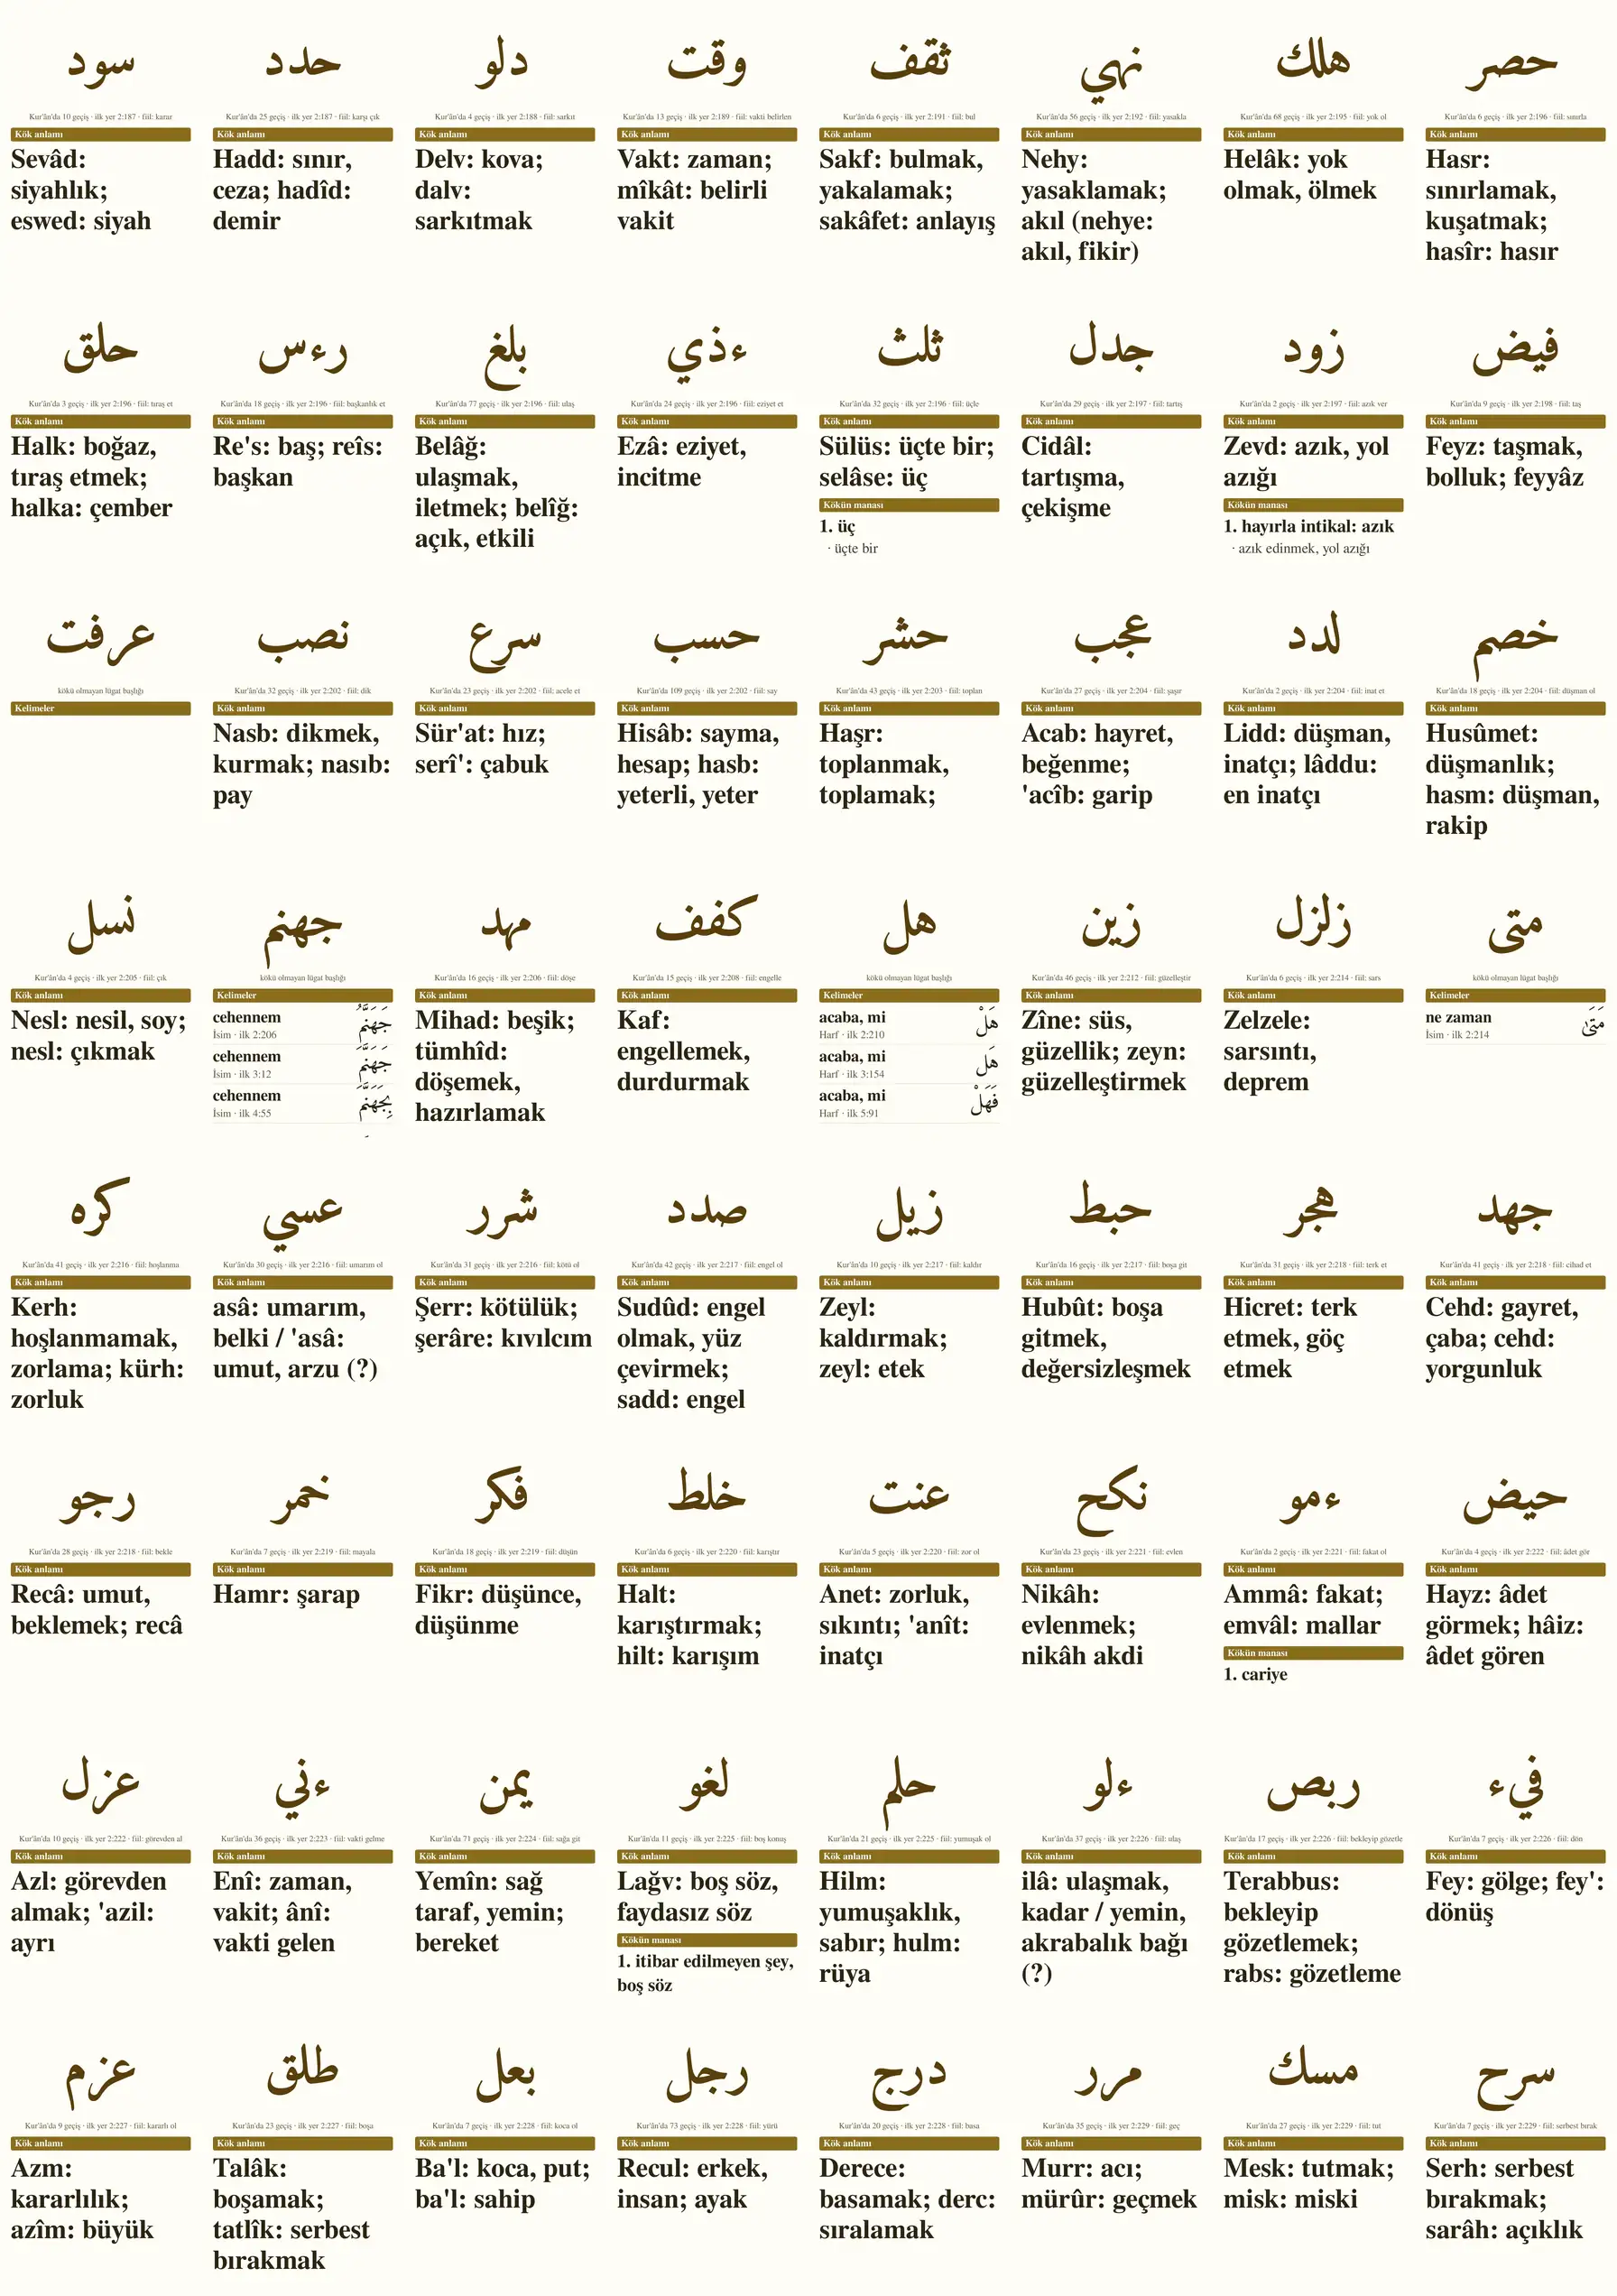 سود
Kur'ân'da 10 geçiş · ilk yer 2:187 · fiil: karar
Kök anlamı
Sevâd:
siyahlık;
eswed: siyah
حدد
Kur'ân'da 25 geçiş · ilk yer 2:187 · fiil: karşı çık
Kök anlamı
Hadd: sınır,
ceza; hadîd:
demir
دلو
Kur'ân'da 4 geçiş · ilk yer 2:188 · fiil: sarkıt
Kök anlamı
Delv: kova;
dalv:
sarkıtmak
وقت
Kur'ân'da 13 geçiş · ilk yer 2:189 · fiil: vakti belirlen
Kök anlamı
Vakt: zaman;
mîkât: belirli
vakit
ثقف
Kur'ân'da 6 geçiş · ilk yer 2:191 · fiil: bul
Kök anlamı
Sakf: bulmak,
yakalamak;
sakâfet: anlayış
نهي
Kur'ân'da 56 geçiş · ilk yer 2:192 · fiil: yasakla
Kök anlamı
Nehy:
yasaklamak;
akıl (nehye:
akıl, fikir)
هلك
Kur'ân'da 68 geçiş · ilk yer 2:195 · fiil: yok ol
Kök anlamı
Helâk: yok
olmak, ölmek
حصر
Kur'ân'da 6 geçiş · ilk yer 2:196 · fiil: sınırla
Kök anlamı
Hasr:
sınırlamak,
kuşatmak;
hasîr: hasır
حلق
Kur'ân'da 3 geçiş · ilk yer 2:196 · fiil: tıraş et
Kök anlamı
Halk: boğaz,
tıraş etmek;
halka: çember
رءس
Kur'ân'da 18 geçiş · ilk yer 2:196 · fiil: başkanlık et
Kök anlamı
Re's: baş; reîs:
başkan
بلغ
Kur'ân'da 77 geçiş · ilk yer 2:196 · fiil: ulaş
Kök anlamı
Belâğ:
ulaşmak,
iletmek; belîğ:
açık, etkili
ءذي
Kur'ân'da 24 geçiş · ilk yer 2:196 · fiil: eziyet et
Kök anlamı
Ezâ: eziyet,
incitme
ثلث
Kur'ân'da 32 geçiş · ilk yer 2:196 · fiil: üçle
Kök anlamı
Sülüs: üçte bir;
selâse: üç
Kökün manası
1. üç
· üçte bir
جدل
Kur'ân'da 29 geçiş · ilk yer 2:197 · fiil: tartış
Kök anlamı
Cidâl:
tartışma,
çekişme
زود
Kur'ân'da 2 geçiş · ilk yer 2:197 · fiil: azık ver
Kök anlamı
Zevd: azık, yol
azığı
Kökün manası
1. hayırla intikal: azık
· azık edinmek, yol azığı
فيض
Kur'ân'da 9 geçiş · ilk yer 2:198 · fiil: taş
Kök anlamı
Feyz: taşmak,
bolluk; feyyâz
عرفت
kökü olmayan lügat başlığı
Kelimeler
نصب
Kur'ân'da 32 geçiş · ilk yer 2:202 · fiil: dik
Kök anlamı
Nasb: dikmek,
kurmak; nasıb:
pay
سرع
Kur'ân'da 23 geçiş · ilk yer 2:202 · fiil: acele et
Kök anlamı
Sür'at: hız;
serî': çabuk
حسب
Kur'ân'da 109 geçiş · ilk yer 2:202 · fiil: say
Kök anlamı
Hisâb: sayma,
hesap; hasb:
yeterli, yeter
حشر
Kur'ân'da 43 geçiş · ilk yer 2:203 · fiil: toplan
Kök anlamı
Haşr:
toplanmak,
toplamak;
عجب
Kur'ân'da 27 geçiş · ilk yer 2:204 · fiil: şaşır
Kök anlamı
Acab: hayret,
beğenme;
'acîb: garip
لدد
Kur'ân'da 2 geçiş · ilk yer 2:204 · fiil: inat et
Kök anlamı
Lidd: düşman,
inatçı; lâddu:
en inatçı
خصم
Kur'ân'da 18 geçiş · ilk yer 2:204 · fiil: düşman ol
Kök anlamı
Husûmet:
düşmanlık;
hasm: düşman,
rakip
نسل
Kur'ân'da 4 geçiş · ilk yer 2:205 · fiil: çık
Kök anlamı
Nesl: nesil, soy;
nesl: çıkmak
جهنم
kökü olmayan lügat başlığı
Kelimeler
cehennem جَهَنَّمُ
İsim · ilk 2:206
cehennem جَهَنَّمَ
İsim · ilk 3:12
cehennem بِجَهَنَّمَ
İsim · ilk 4:55
مهد
Kur'ân'da 16 geçiş · ilk yer 2:206 · fiil: döşe
Kök anlamı
Mihad: beşik;
tümhîd:
döşemek,
hazırlamak
كفف
Kur'ân'da 15 geçiş · ilk yer 2:208 · fiil: engelle
Kök anlamı
Kaf:
engellemek,
durdurmak
هل
kökü olmayan lügat başlığı
Kelimeler
acaba, mi هَلْ
Harf · ilk 2:210
acaba, mi هَل
Harf · ilk 3:154
acaba, mi فَهَلْ
Harf · ilk 5:91
زين
Kur'ân'da 46 geçiş · ilk yer 2:212 · fiil: güzelleştir
Kök anlamı
Zîne: süs,
güzellik; zeyn:
güzelleştirmek
زلزل
Kur'ân'da 6 geçiş · ilk yer 2:214 · fiil: sars
Kök anlamı
Zelzele:
sarsıntı,
deprem
متى
kökü olmayan lügat başlığı
Kelimeler
ne zaman مَتَىٰ
İsim · ilk 2:214
كره
Kur'ân'da 41 geçiş · ilk yer 2:216 · fiil: hoşlanma
Kök anlamı
Kerh:
hoşlanmamak,
zorlama; kürh:
zorluk
عسي
Kur'ân'da 30 geçiş · ilk yer 2:216 · fiil: umarım ol
Kök anlamı
asâ: umarım,
belki / 'asâ:
umut, arzu (?)
شرر
Kur'ân'da 31 geçiş · ilk yer 2:216 · fiil: kötü ol
Kök anlamı
Şerr: kötülük;
şerâre: kıvılcım
صدد
Kur'ân'da 42 geçiş · ilk yer 2:217 · fiil: engel ol
Kök anlamı
Sudûd: engel
olmak, yüz
çevirmek;
sadd: engel
زيل
Kur'ân'da 10 geçiş · ilk yer 2:217 · fiil: kaldır
Kök anlamı
Zeyl:
kaldırmak;
zeyl: etek
حبط
Kur'ân'da 16 geçiş · ilk yer 2:217 · fiil: boşa git
Kök anlamı
Hubût: boşa
gitmek,
değersizleşmek
هجر
Kur'ân'da 31 geçiş · ilk yer 2:218 · fiil: terk et
Kök anlamı
Hicret: terk
etmek, göç
etmek
جهد
Kur'ân'da 41 geçiş · ilk yer 2:218 · fiil: cihad et
Kök anlamı
Cehd: gayret,
çaba; cehd:
yorgunluk
رجو
Kur'ân'da 28 geçiş · ilk yer 2:218 · fiil: bekle
Kök anlamı
Recâ: umut,
beklemek; recâ
خمر
Kur'ân'da 7 geçiş · ilk yer 2:219 · fiil: mayala
Kök anlamı
Hamr: şarap
فكر
Kur'ân'da 18 geçiş · ilk yer 2:219 · fiil: düşün
Kök anlamı
Fikr: düşünce,
düşünme
خلط
Kur'ân'da 6 geçiş · ilk yer 2:220 · fiil: karıştır
Kök anlamı
Halt:
karıştırmak;
hilt: karışım
عنت
Kur'ân'da 5 geçiş · ilk yer 2:220 · fiil: zor ol
Kök anlamı
Anet: zorluk,
sıkıntı; 'anît:
inatçı
نكح
Kur'ân'da 23 geçiş · ilk yer 2:221 · fiil: evlen
Kök anlamı
Nikâh:
evlenmek;
nikâh akdi
ءمو
Kur'ân'da 2 geçiş · ilk yer 2:221 · fiil: fakat ol
Kök anlamı
Ammâ: fakat;
emvâl: mallar
Kökün manası
1. cariye
حيض
Kur'ân'da 4 geçiş · ilk yer 2:222 · fiil: âdet gör
Kök anlamı
Hayz: âdet
görmek; hâiz:
âdet gören
عزل
Kur'ân'da 10 geçiş · ilk yer 2:222 · fiil: görevden al
Kök anlamı
Azl: görevden
almak; 'azil:
ayrı
ءني
Kur'ân'da 36 geçiş · ilk yer 2:223 · fiil: vakti gelme
Kök anlamı
Enî: zaman,
vakit; ânî:
vakti gelen
يمن
Kur'ân'da 71 geçiş · ilk yer 2:224 · fiil: sağa git
Kök anlamı
Yemîn: sağ
taraf, yemin;
bereket
لغو
Kur'ân'da 11 geçiş · ilk yer 2:225 · fiil: boş konuş
Kök anlamı
Lağv: boş söz,
faydasız söz
Kökün manası
1. itibar edilmeyen şey,
boş söz
حلم
Kur'ân'da 21 geçiş · ilk yer 2:225 · fiil: yumuşak ol
Kök anlamı
Hilm:
yumuşaklık,
sabır; hulm:
rüya
ءلو
Kur'ân'da 37 geçiş · ilk yer 2:226 · fiil: ulaş
Kök anlamı
ilâ: ulaşmak,
kadar / yemin,
akrabalık bağı
(?)
ربص
Kur'ân'da 17 geçiş · ilk yer 2:226 · fiil: bekleyip gözetle
Kök anlamı
Terabbus:
bekleyip
gözetlemek;
rabs: gözetleme
فيء
Kur'ân'da 7 geçiş · ilk yer 2:226 · fiil: dön
Kök anlamı
Fey: gölge; fey':
dönüş
عزم
Kur'ân'da 9 geçiş · ilk yer 2:227 · fiil: kararlı ol
Kök anlamı
Azm:
kararlılık;
azîm: büyük
طلق
Kur'ân'da 23 geçiş · ilk yer 2:227 · fiil: boşa
Kök anlamı
Talâk:
boşamak;
tatlîk: serbest
bırakmak
بعل
Kur'ân'da 7 geçiş · ilk yer 2:228 · fiil: koca ol
Kök anlamı
Ba'l: koca, put;
ba'l: sahip
رجل
Kur'ân'da 73 geçiş · ilk yer 2:228 · fiil: yürü
Kök anlamı
Recul: erkek,
insan; ayak
درج
Kur'ân'da 20 geçiş · ilk yer 2:228 · fiil: basa
Kök anlamı
Derece:
basamak; derc:
sıralamak
مرر
Kur'ân'da 35 geçiş · ilk yer 2:229 · fiil: geç
Kök anlamı
Murr: acı;
mürûr: geçmek
مسك
Kur'ân'da 27 geçiş · ilk yer 2:229 · fiil: tut
Kök anlamı
Mesk: tutmak;
misk: miski
سرح
Kur'ân'da 7 geçiş · ilk yer 2:229 · fiil: serbest bırak
Kök anlamı
Serh: serbest
bırakmak;
sarâh: açıklık